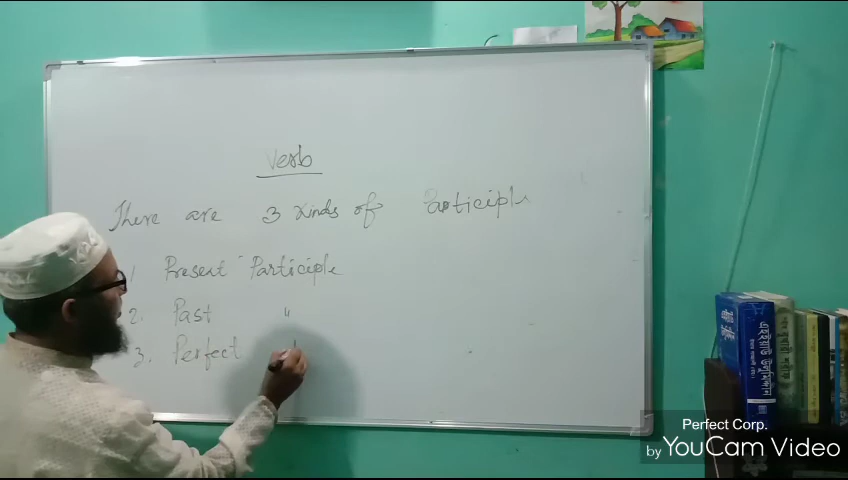 Verb
There are 3 Kinds of Participle
1 Present Participle
2. Past "
3. Perfect
Perfect Corp.
by YouCam Video